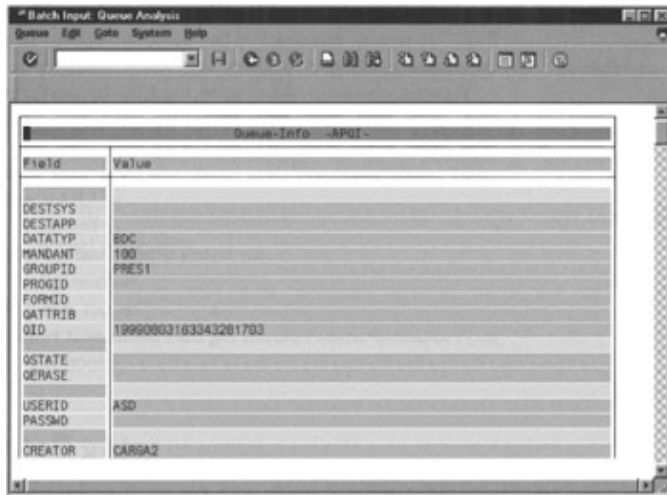 Batch Input: Queue Analysis
Queue Edit Goto System Help
Queue-Info -APQI-
Field Value
DESTSYS
DESTAPP
DATATYP BDC
MANDANT 100
GROUPID PRES1
PROGID
FORMID
QATTRIB
QID 19990803163343281703
QSTATE
QERASE
USERID ASD
PASSWD
CREATOR CARGA2